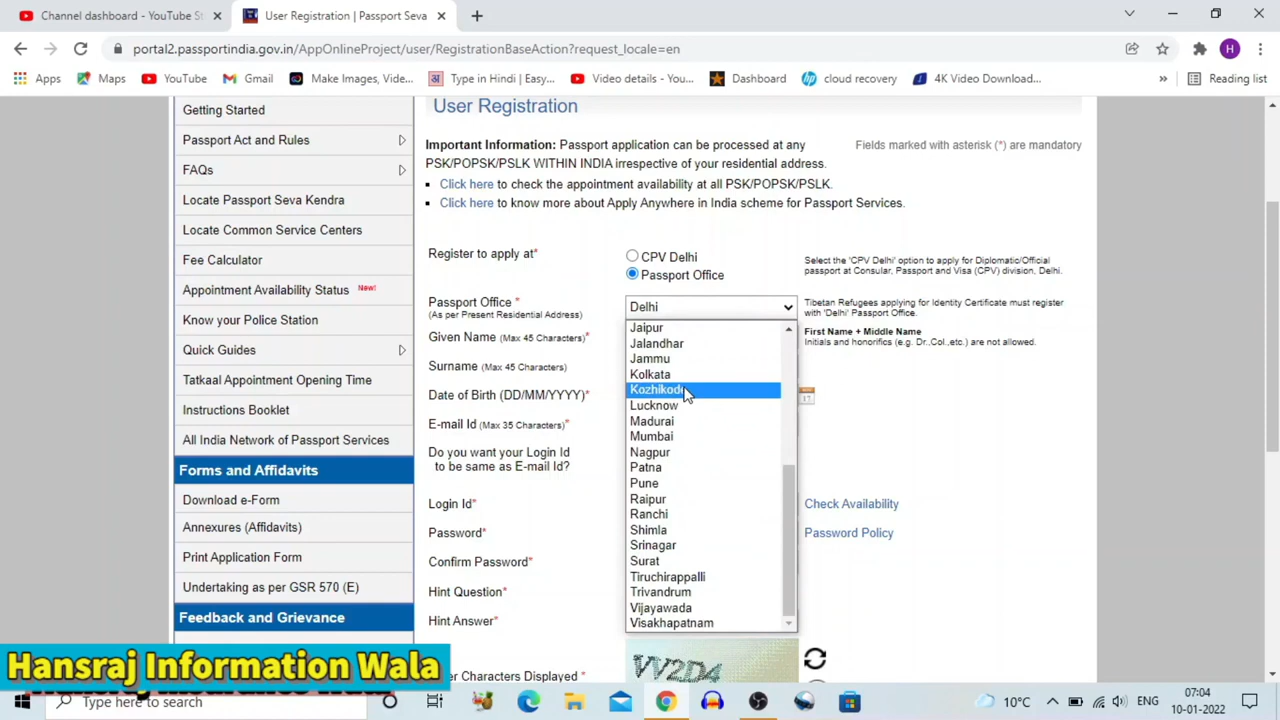 Channel dashboard - YouTube St
User Registration | Passport Seva
portal2.passportindia.gov.in/AppOnlineProject/user/RegistrationBaseAction?request_locale=en
H
Apps
Maps
YouTube
Gmail
Make Images, Vide...
Type in Hindi | Easy...
Video details - You...
Dashboard
cloud recovery
4K Video Download...
»
Reading list
Getting Started
Passport Act and Rules
FAQs
Locate Passport Seva Kendra
Locate Common Service Centers
Fee Calculator
Appointment Availability Status New!
Know your Police Station
Quick Guides
Tatkaal Appointment Opening Time
Instructions Booklet
All India Network of Passport Services
Forms and Affidavits
Download e-Form
Annexures (Affidavits)
Print Application Form
Undertaking as per GSR 570 (E)
Feedback and Grievance
User Registration
Important Information: Passport application can be processed at any
PSK/POPSK/PSLK WITHIN INDIA irrespective of your residential address.
Fields marked with asterisk (*) are mandatory
Click here to check the appointment availability at all PSK/POPSK/PSLK.
Click here to know more about Apply Anywhere in India scheme for Passport Services.
Register to apply at*
CPV Delhi
Passport Office
Select the 'CPV Delhi' option to apply for Diplomatic/Official
passport at Consular, Passport and Visa (CPV) division, Delhi.
Passport Office *
(As per Present Residential Address)
Delhi
Tibetan Refugees applying for Identity Certificate must register
with 'Delhi' Passport Office.
Given Name (Max 45 Characters)*
First Name + Middle Name
Initials and honorifics (e.g. Dr.,Col.,etc.) are not allowed.
Surname (Max 45 Characters)
Date of Birth (DD/MM/YYYY)*
E-mail Id (Max 35 Characters)*
Do you want your Login Id
to be same as E-mail Id?
Login Id*
Check Availability
Password*
Password Policy
Confirm Password*
Hint Question*
Hint Answer*
Characters Displayed *
Jaipur
Jalandhar
Jammu
Kolkata
Kozhikode
Lucknow
Madurai
Mumbai
Nagpur
Patna
Pune
Raipur
Ranchi
Shimla
Srinagar
Surat
Tiruchirappalli
Trivandrum
Vijayawada
Visakhapatnam
VV2D4
Hansraj Information Wala
Type here to search
10°C
ENG
07:04
10-01-2022